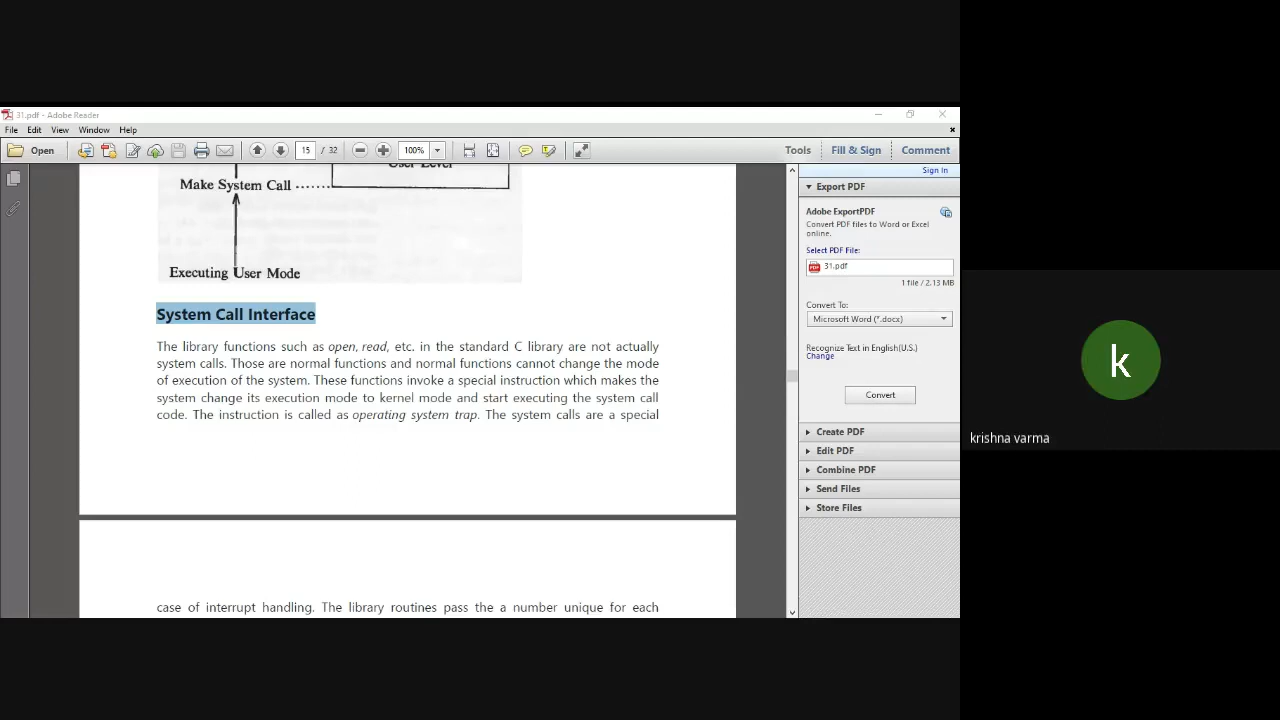 31.pdf - Adobe Reader
File Edit View Window Help
Open 15 / 32 100% Tools Fill & Sign Comment
Sign In
Export PDF
Adobe ExportPDF
Convert PDF files to Word or Excel
online.
Select PDF File:
31.pdf
1 file / 2.13 MB
Convert To:
Microsoft Word (*.docx)
Recognize Text in English(U.S.)
Change
Convert
Create PDF
Edit PDF
Combine PDF
Send Files
Store Files
User Level
Make System Call
Executing User Mode
System Call Interface
The library functions such as open, read, etc. in the standard C library are not actually
system calls. Those are normal functions and normal functions cannot change the mode
of execution of the system. These functions invoke a special instruction which makes the
system change its execution mode to kernel mode and start executing the system call
code. The instruction is called as operating system trap. The system calls are a special
case of interrupt handling. The library routines pass the a number unique for each
k
krishna varma